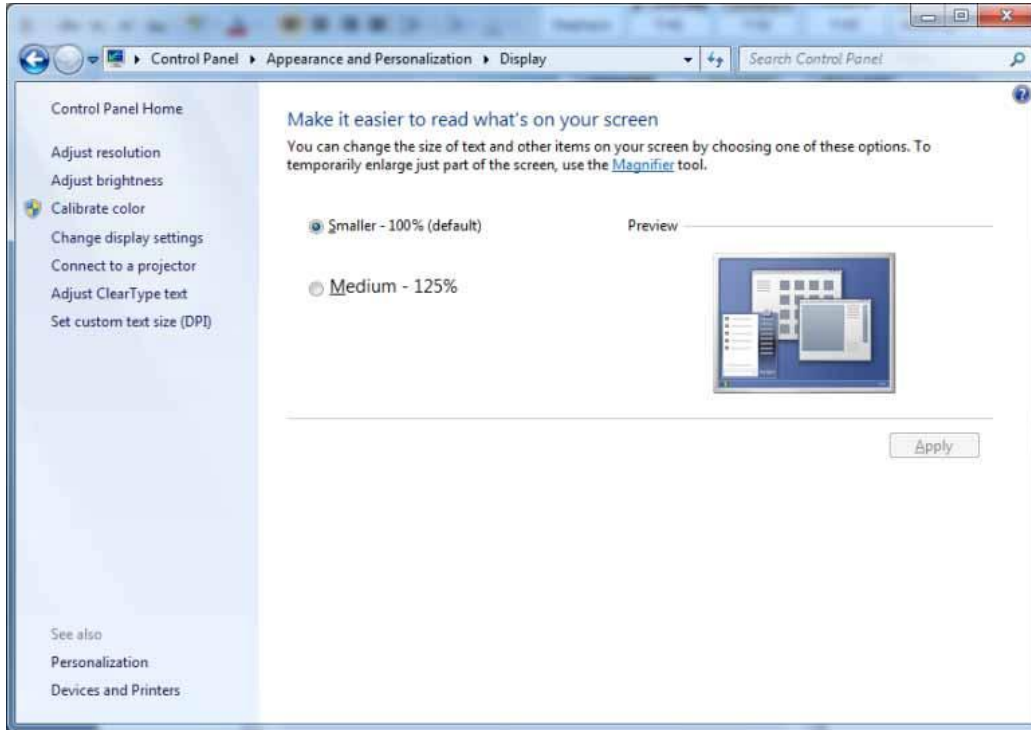 Control Panel Appearance and Personalization Display
Search Control Panel
Control Panel Home
Adjust resolution
Adjust brightness
Calibrate color
Change display settings
Connect to a projector
Adjust ClearType text
Set custom text size (DPI)
See also
Personalization
Devices and Printers
Make it easier to read what's on your screen
You can change the size of text and other items on your screen by choosing one of these options. To
temporarily enlarge just part of the screen, use the Magnifier tool.
Smaller - 100% (default)
Preview
Medium - 125%
Apply